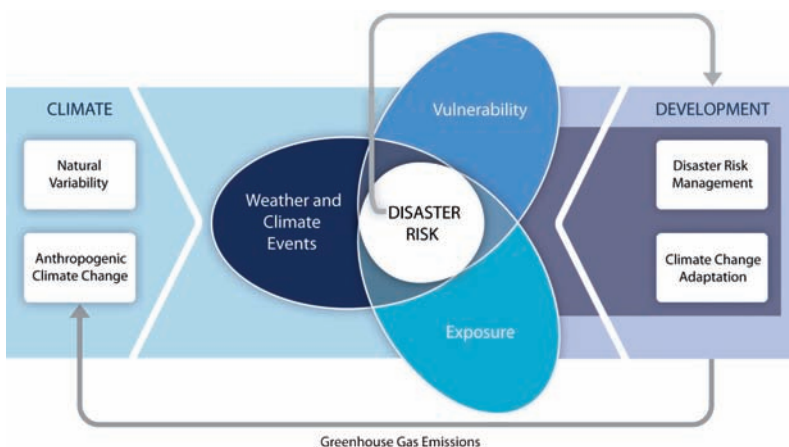 CLIMATE
Natural
Variability
Anthropogenic
Climate Change
Weather and
Climate
Events
Vulnerability
DISASTER
RISK
Exposure
DEVELOPMENT
Disaster Risk
Management
Climate Change
Adaptation
Greenhouse Gas Emissions